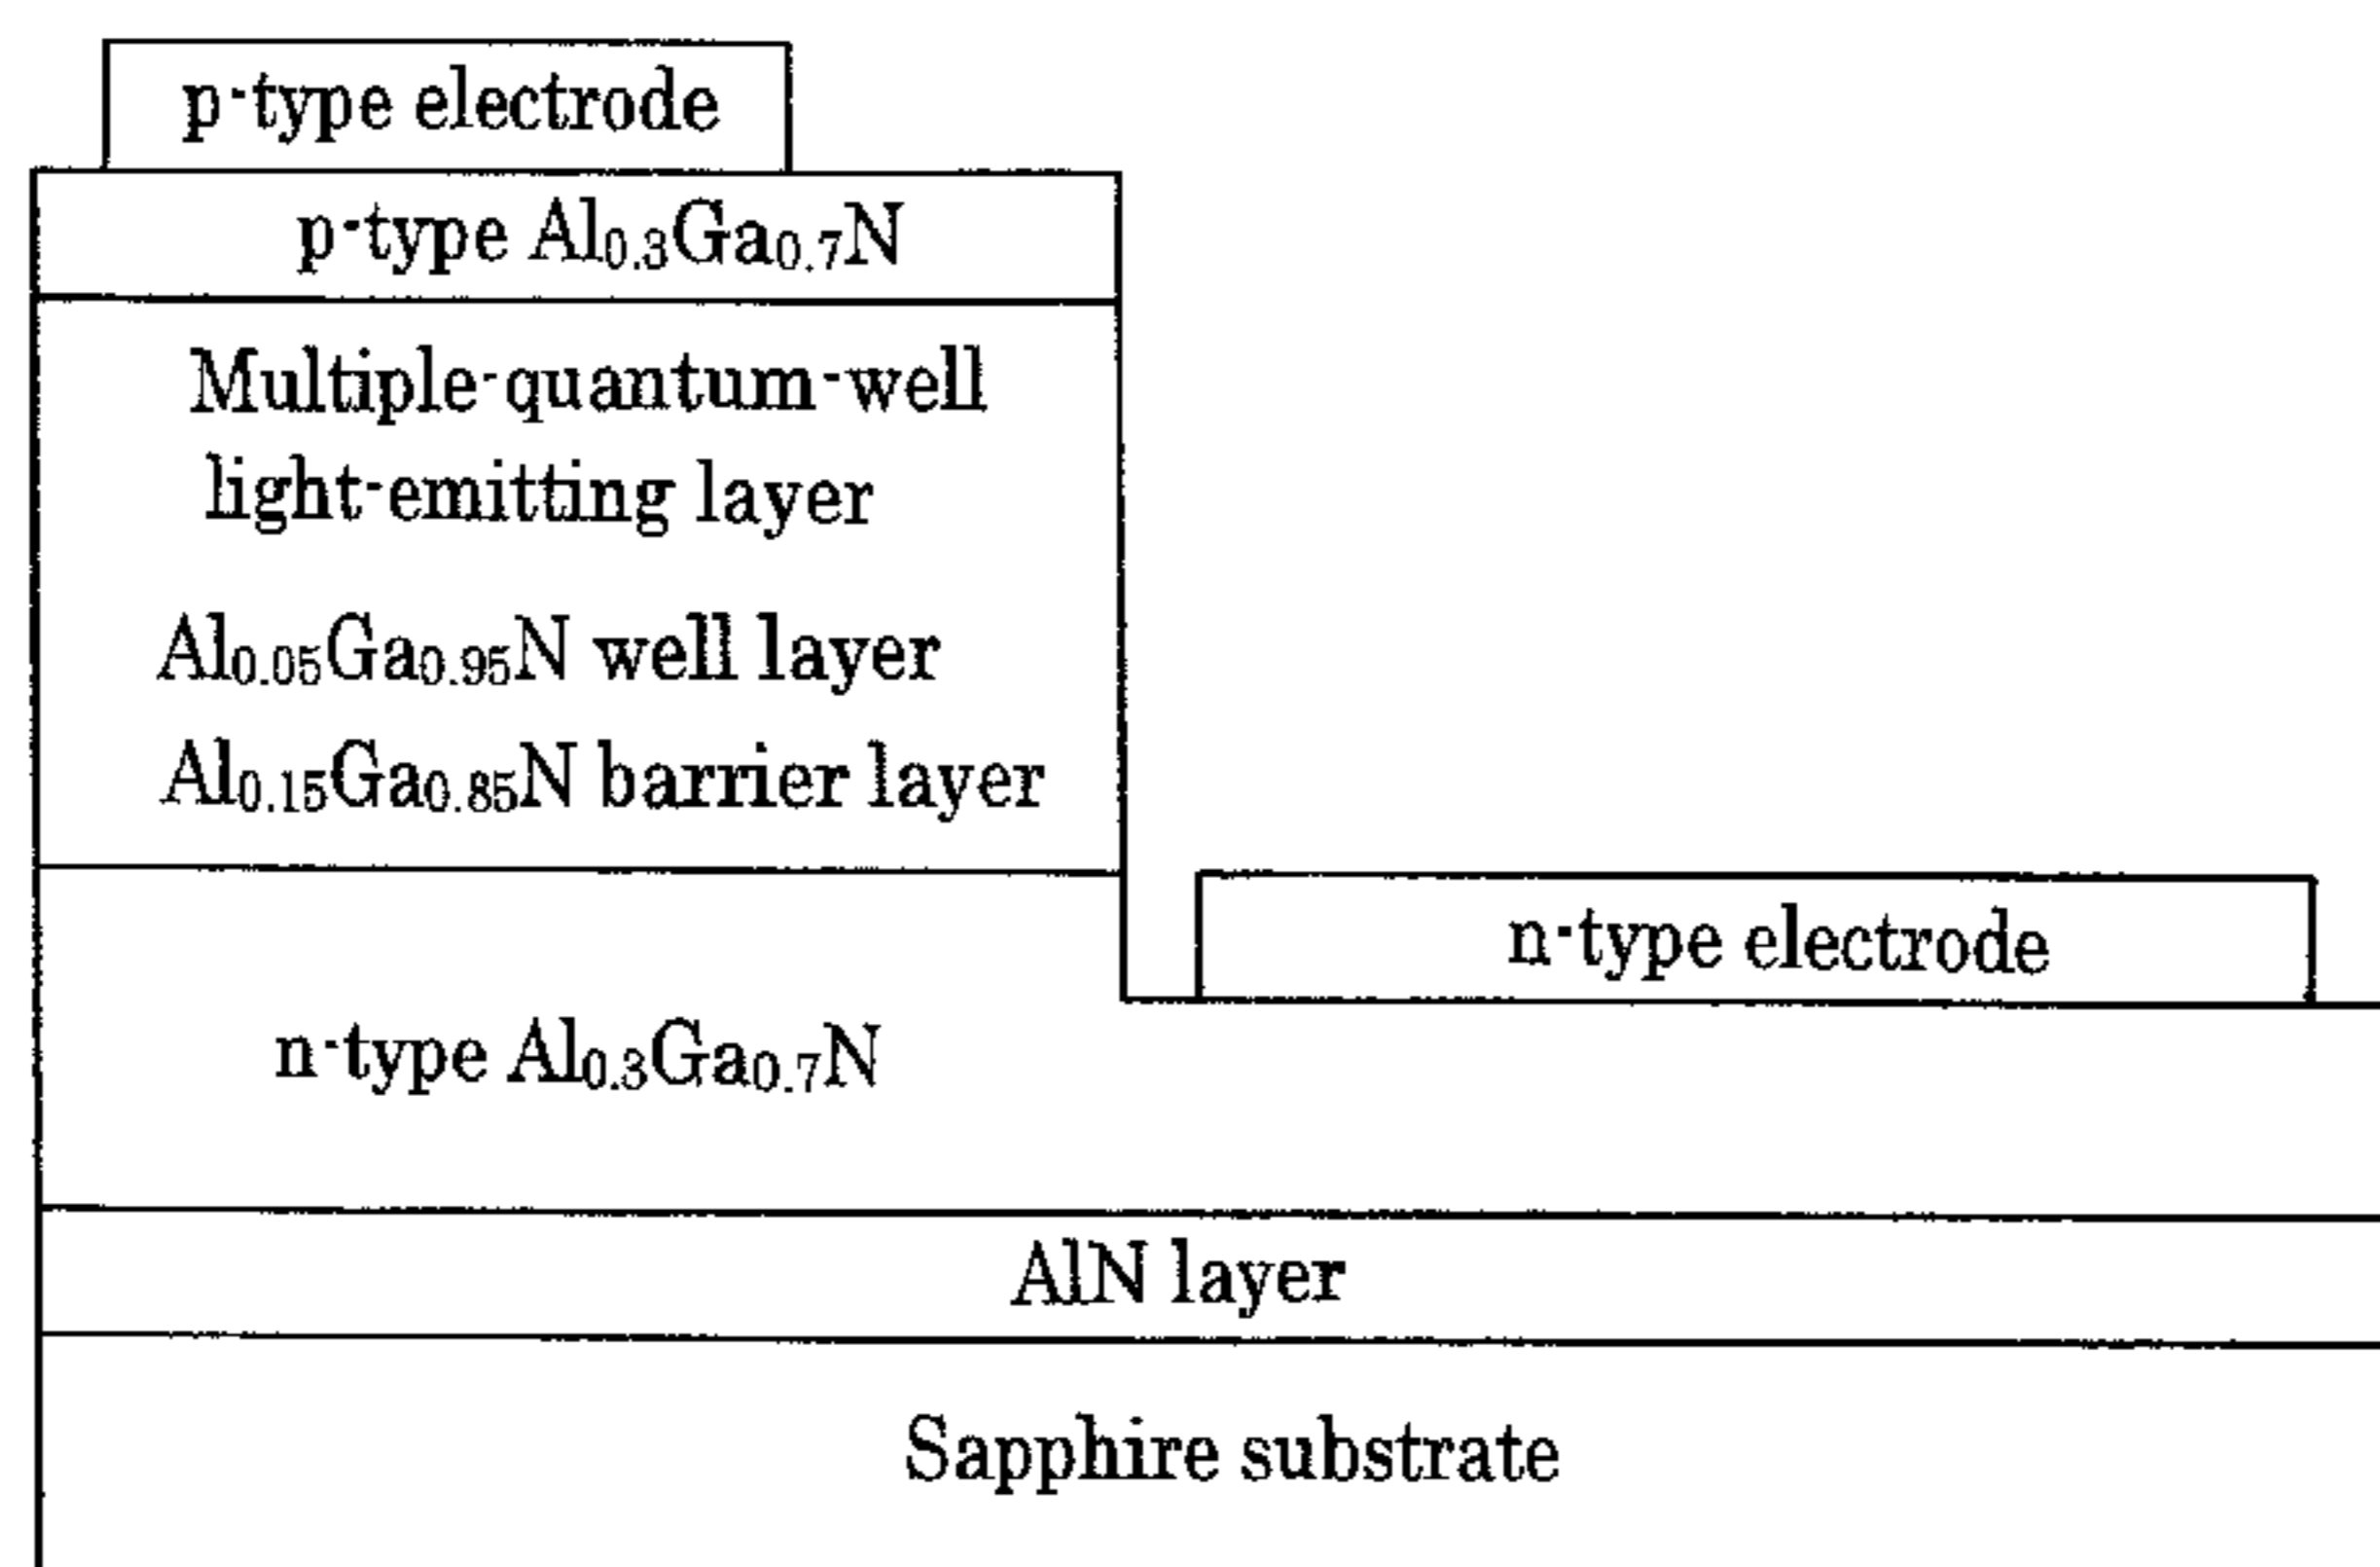 p-type electrode
p-type Al₀.₃Ga₀.₇N
Multiple-quantum-well
light-emitting layer
Al₀.₀₅Ga₀.₉₅N well layer
Al₀.₁₅Ga₀.₈₅N barrier layer
n-type electrode
n-type Al₀.₃Ga₀.₇N
AlN layer
Sapphire substrate